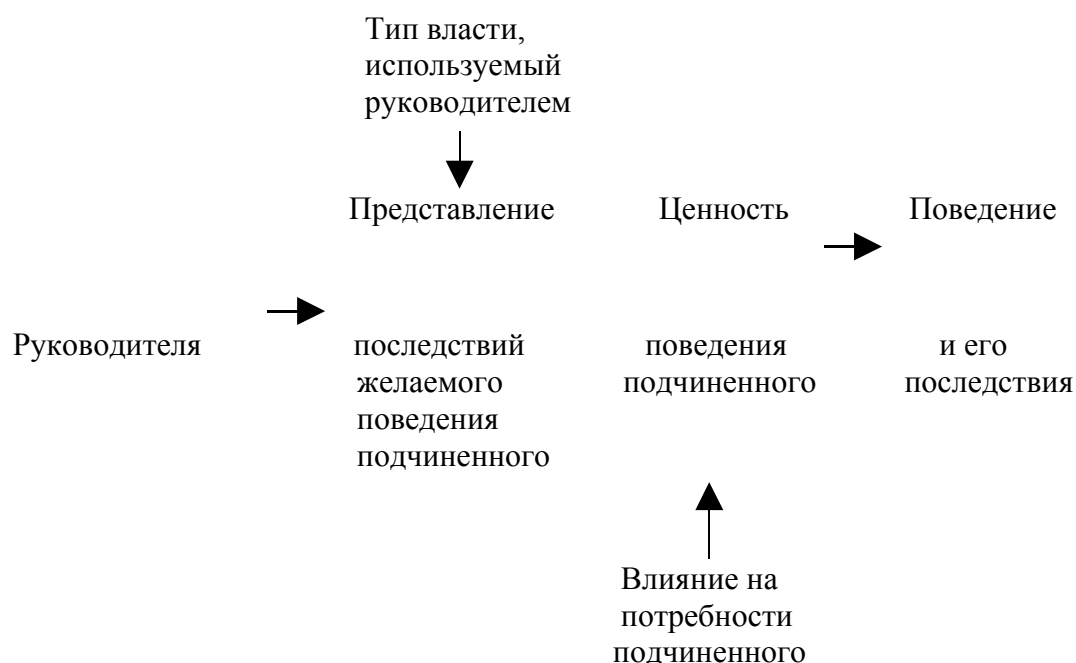 Тип власти,
используемый
руководителем
Представление Ценность Поведение
Руководителя последствий поведения и его
желаемого подчиненного последствия
поведения
подчиненного
Влияние на
потребности
подчиненного